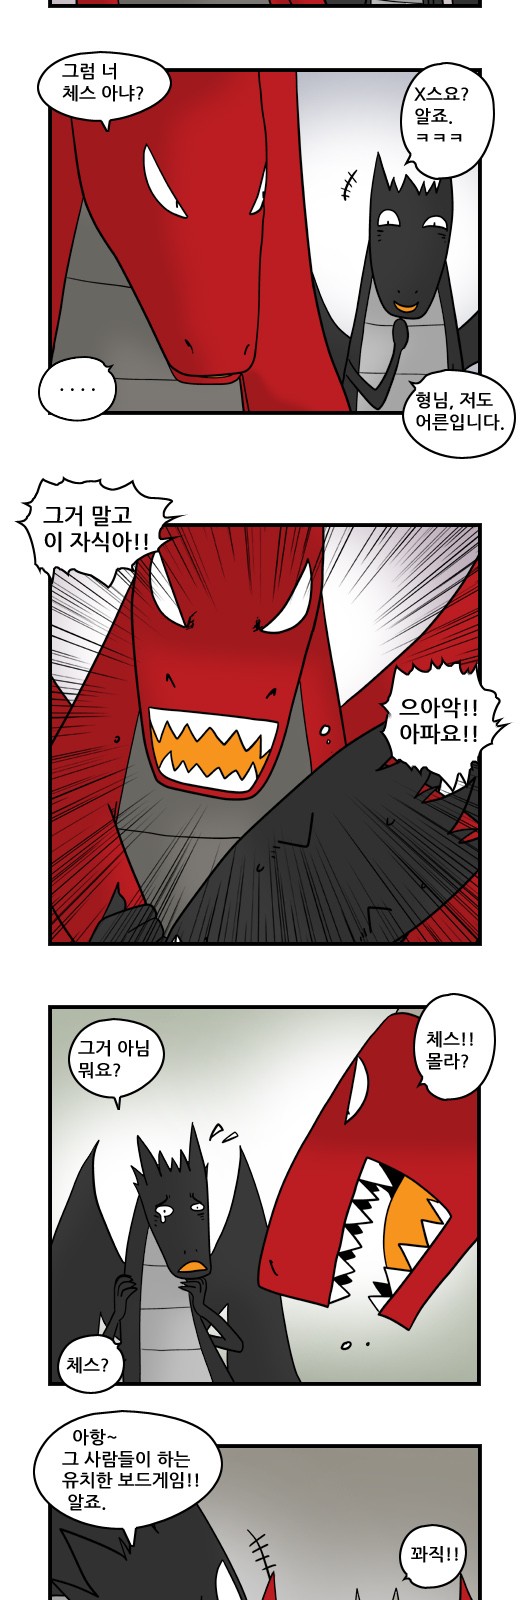 그럼 너
체스 아냐?
X스요?
알죠.
ㅋㅋㅋ
....
형님, 저도
어른입니다.
그거 말고
이 자식아!!
으아악!!
아파요!!
체스!!
몰라?
그거 아님
뭐요?
체스?
아항~
그 사람들이 하는
유치한 보드게임!!
알죠.
꽈직!!